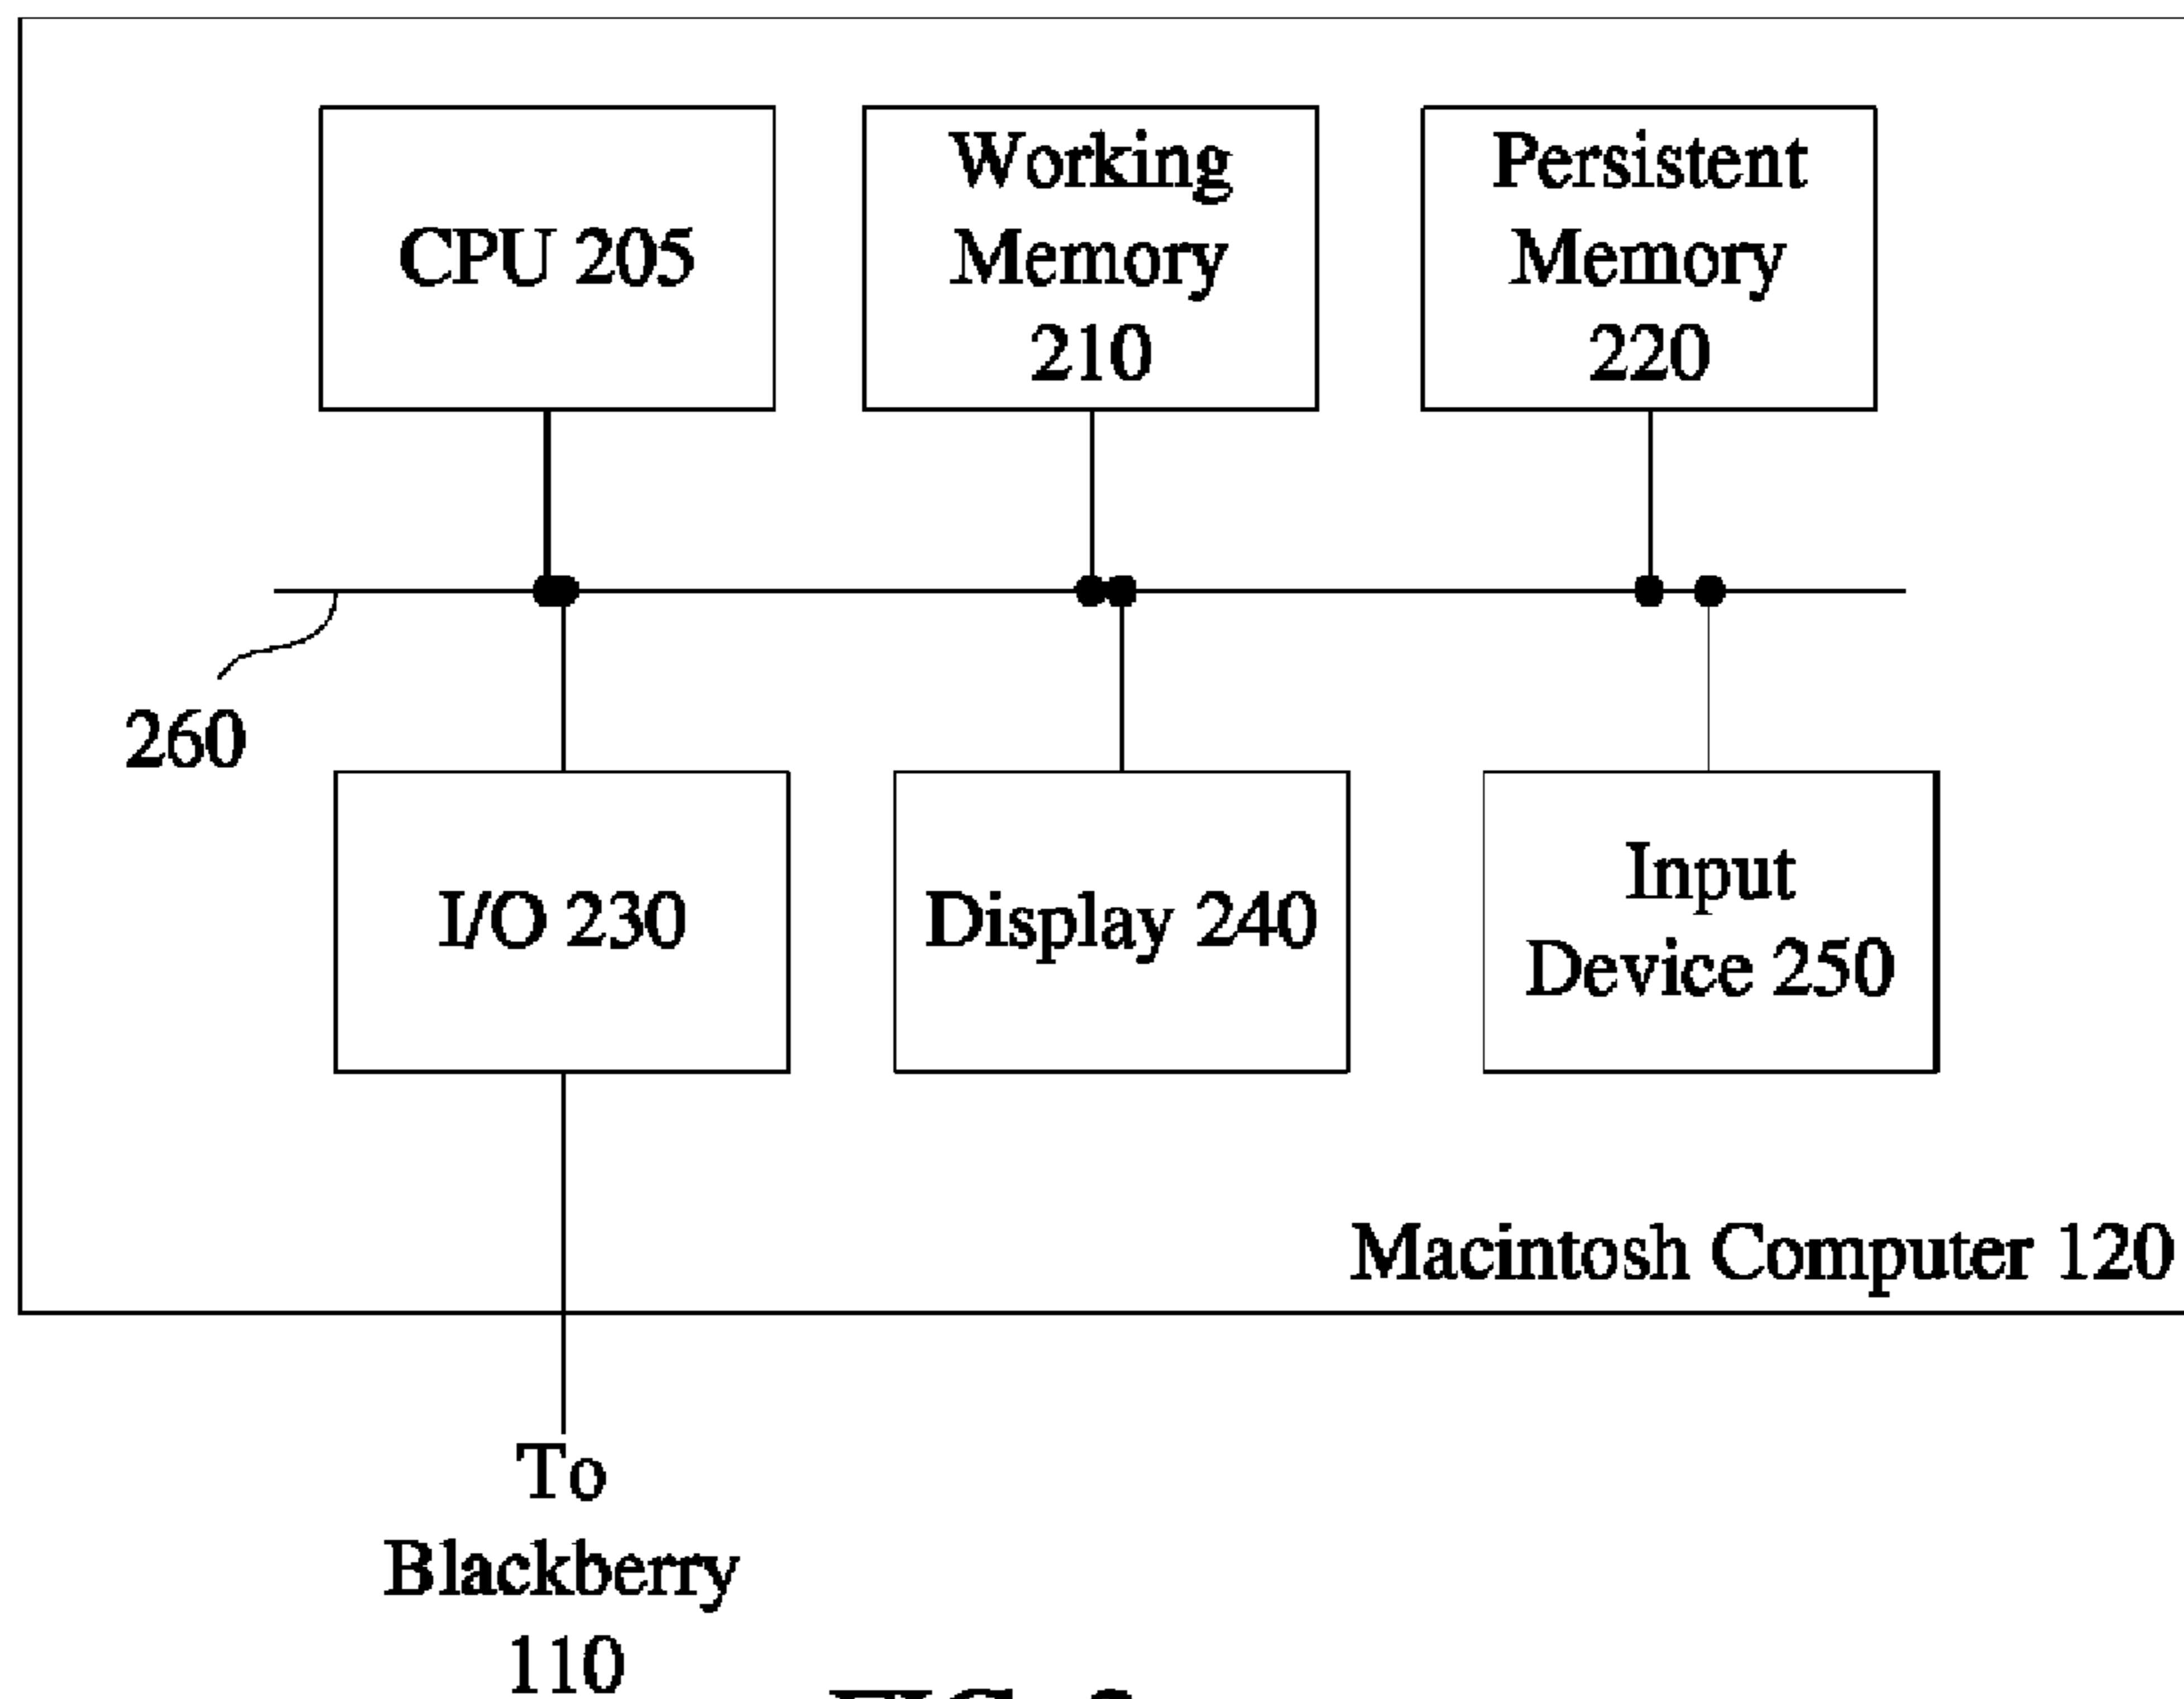 CPU 205
Working
Memory
210
Persistent
Memory
220
260
I/O 230
Display 240
Input
Device 250
Macintosh Computer 120
To
Blackberry
110